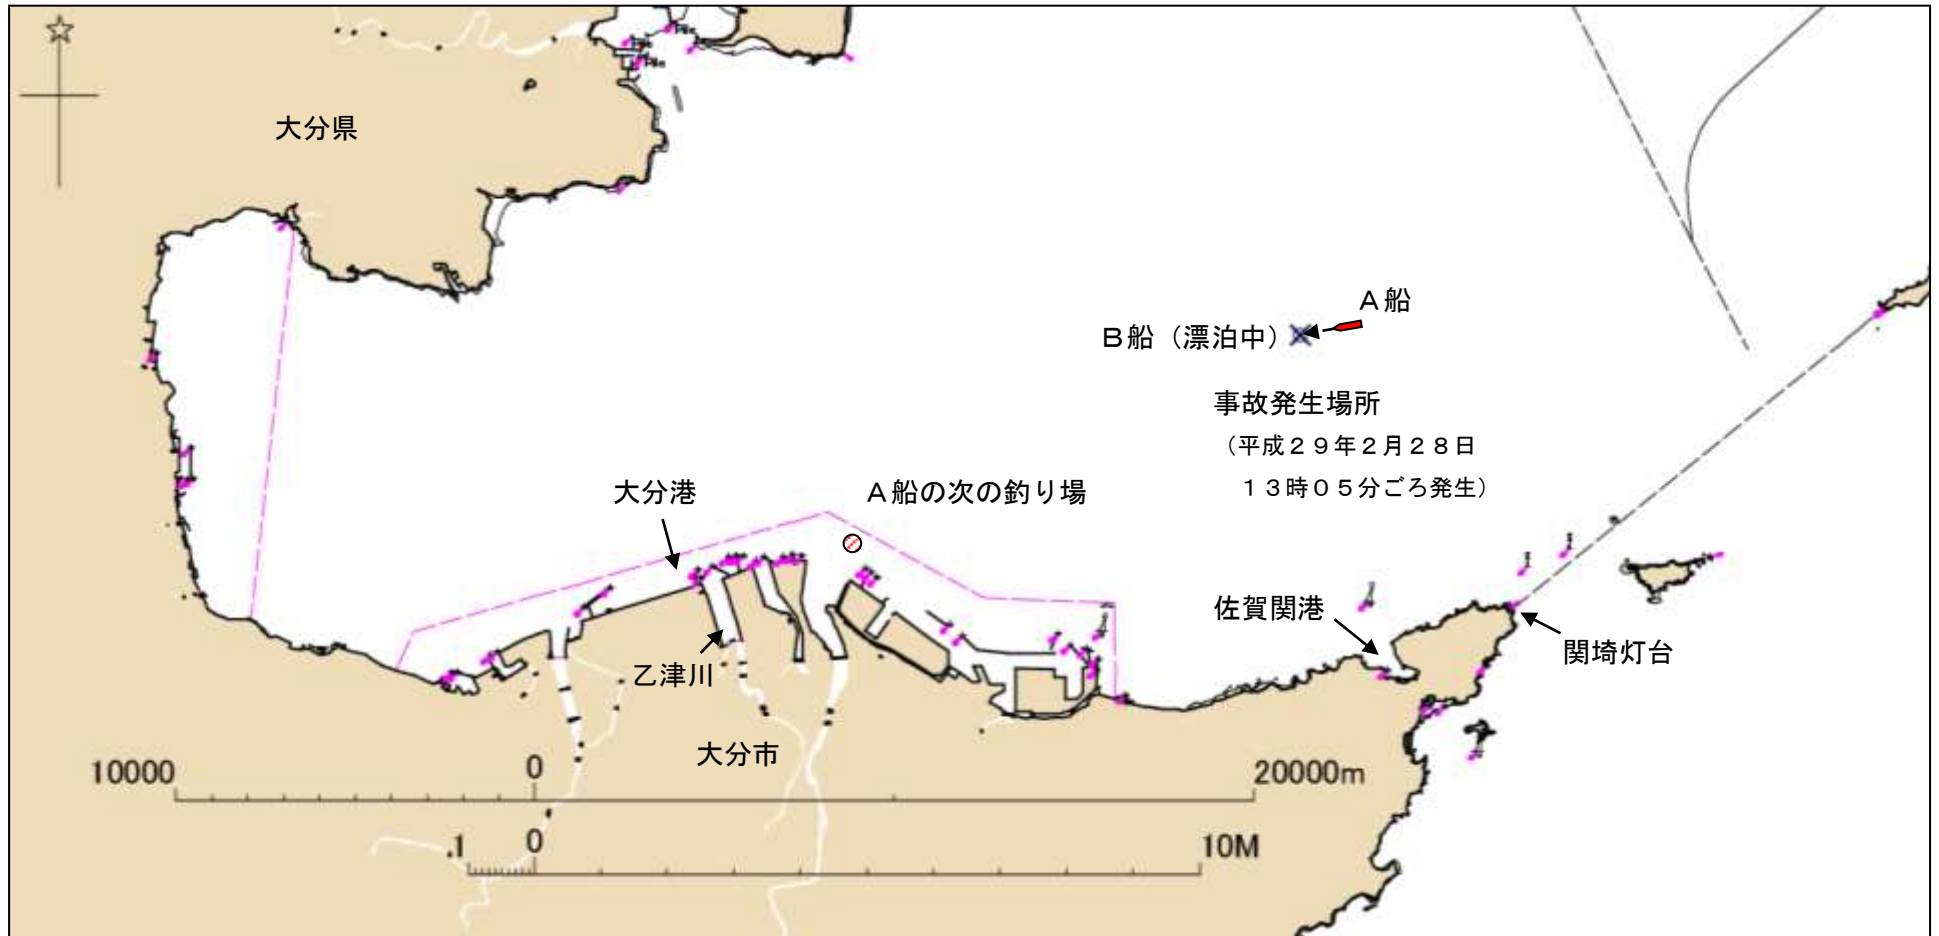 大分県
Ａ船
Ｂ船（漂泊中）
事故発生場所
（平成２９年２月２８日
１３時０５分ごろ発生）
大分港
Ａ船の次の釣り場
佐賀関港
関埼灯台
乙津川
大分市
10000 0 20000m
1 0 10M